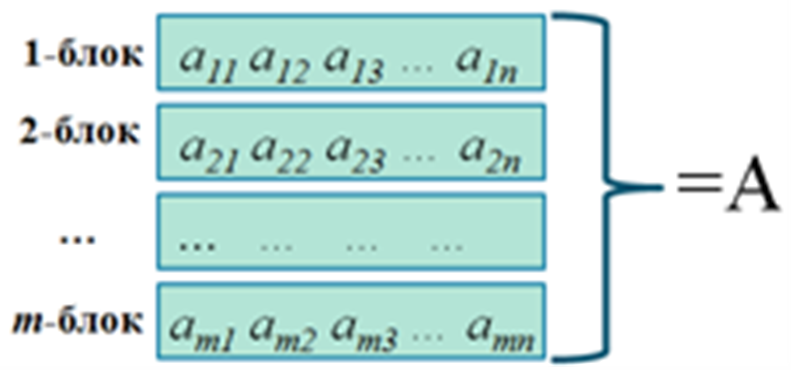 1-блок a11 a12 a13 ... a1n
2-блок a21 a22 a23 ... a2n =A
... ... ... ... ...
m-блок am1 am2 am3 ... amn